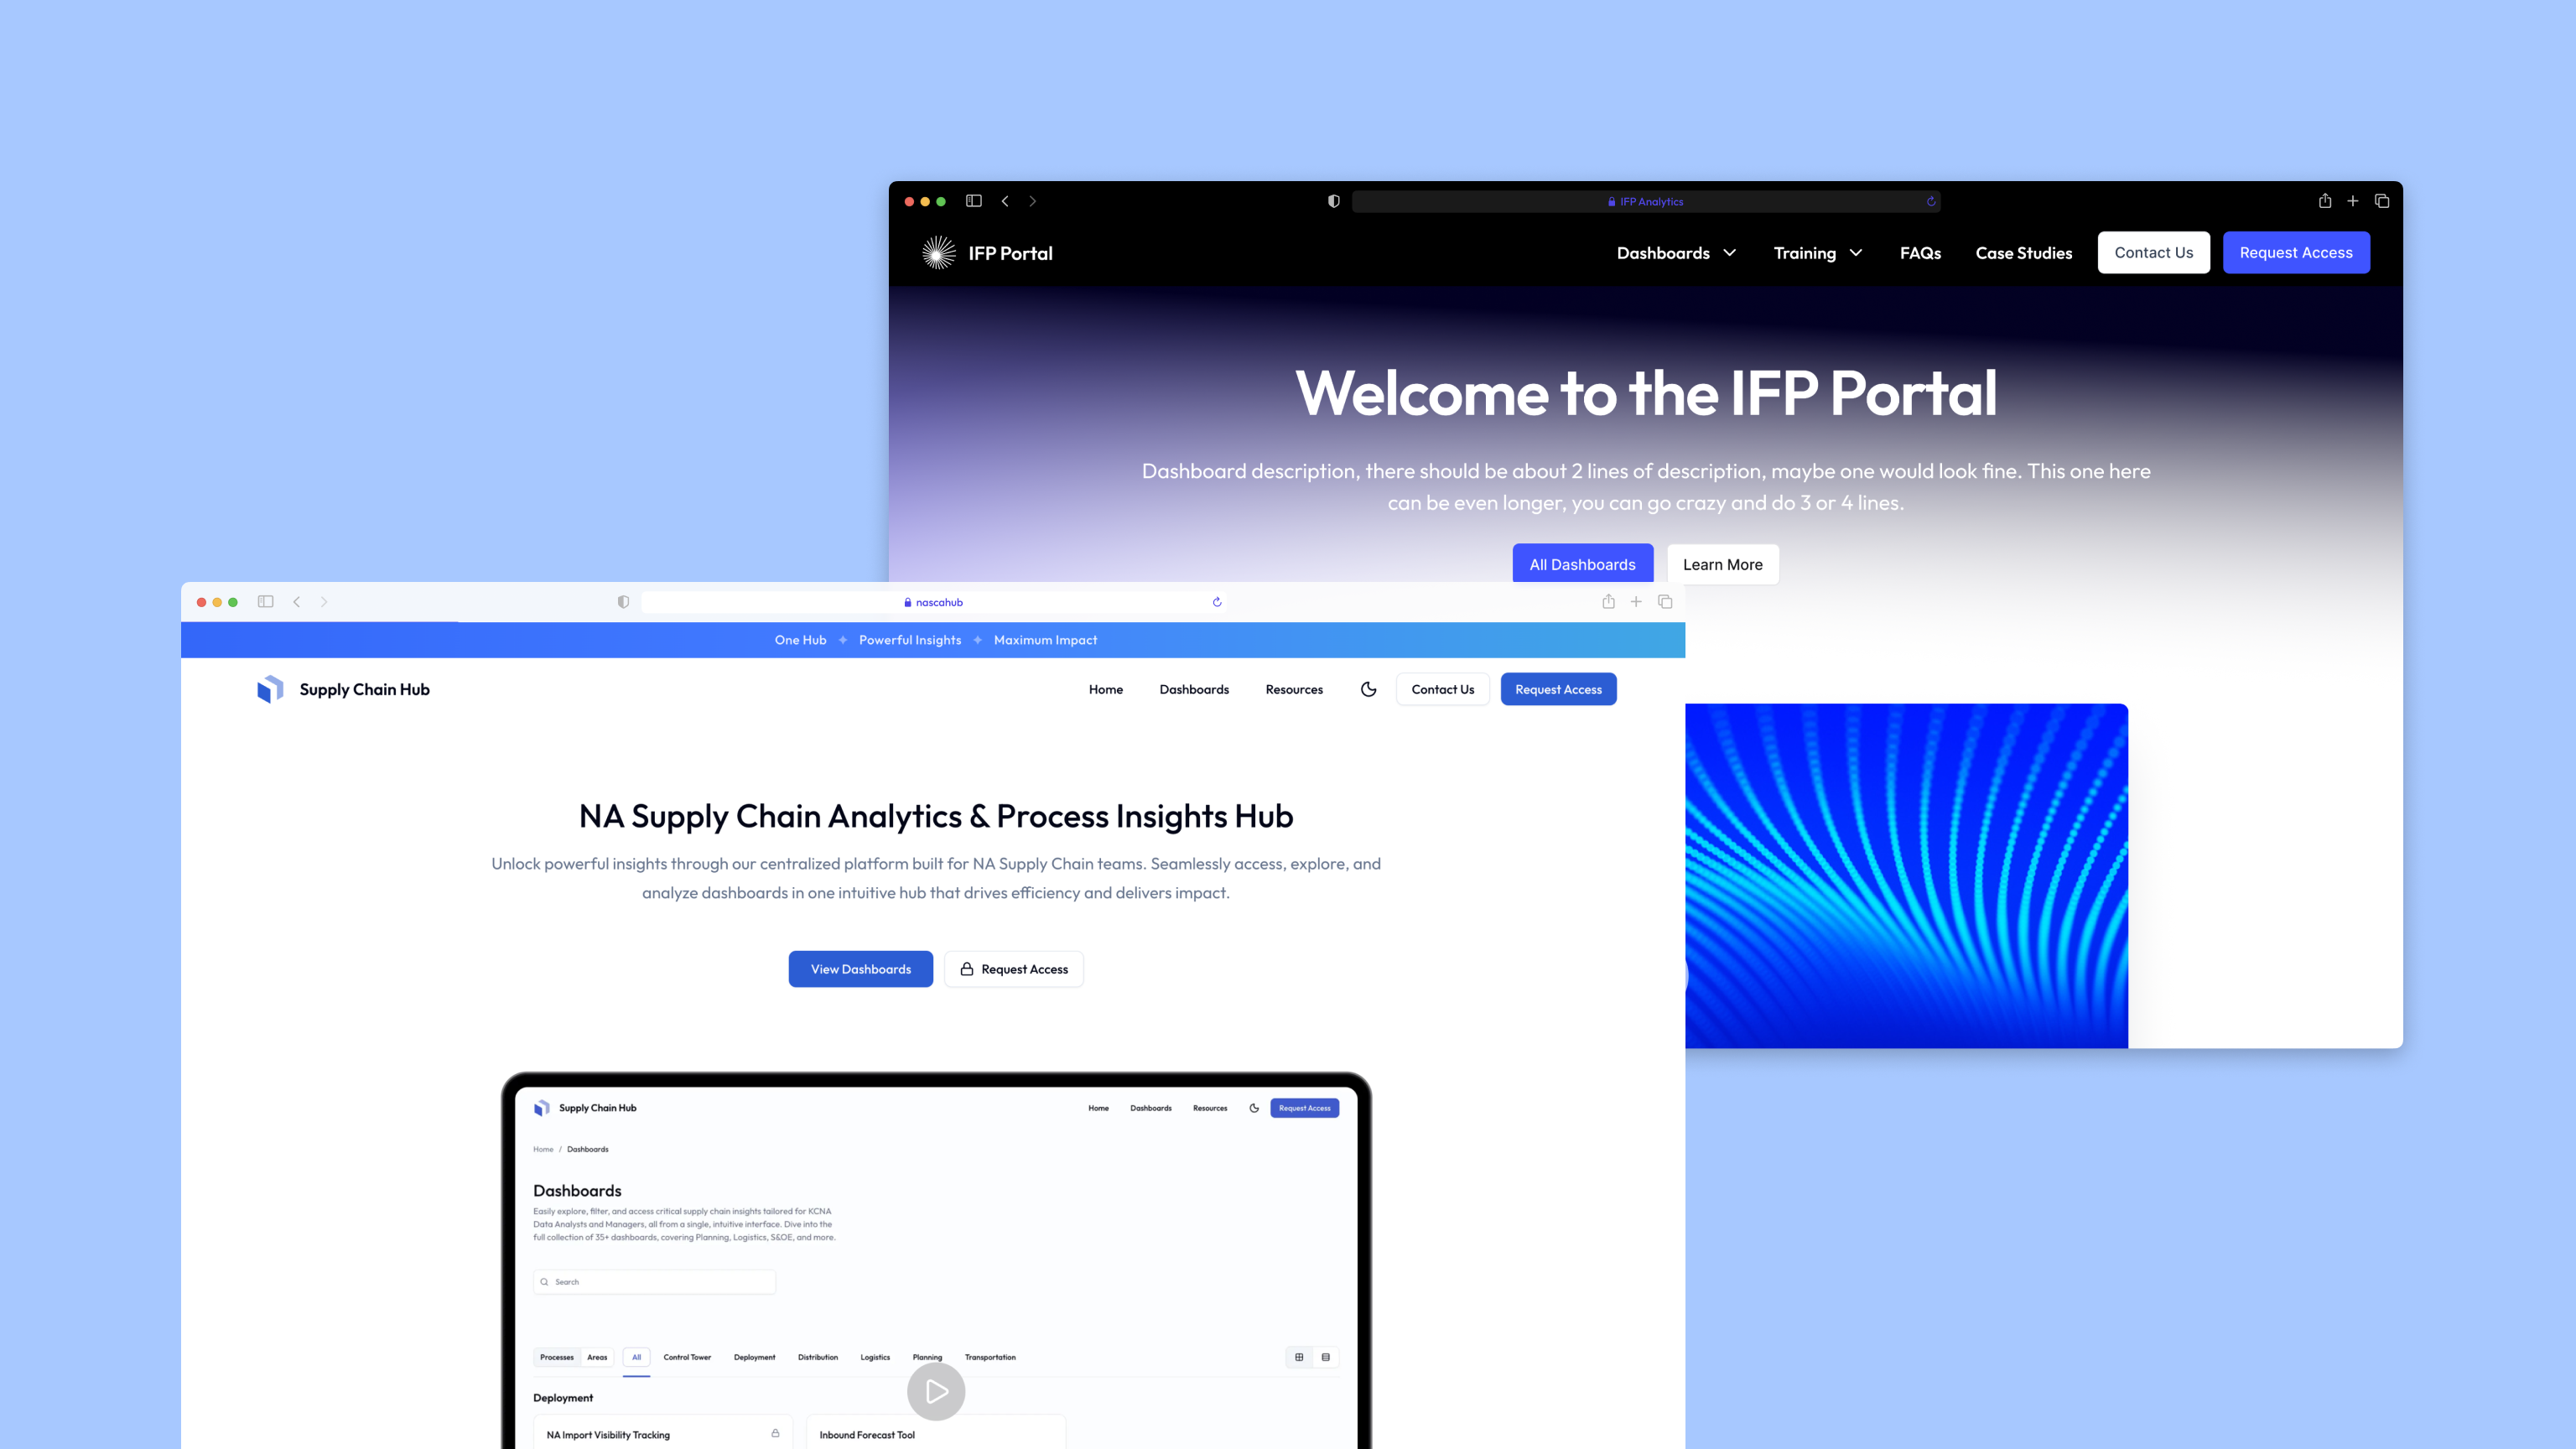 IFP Analytics
IFP Portal
Dashboards Training FAQs Case Studies Contact Us Request Access
Welcome to the IFP Portal
Dashboard description, there should be about 2 lines of description, maybe one would look fine. This one here
can be even longer, you can go crazy and do 3 or 4 lines.
All Dashboards Learn More
nascahub
One Hub Powerful Insights Maximum Impact
Supply Chain Hub
Home Dashboards Resources Contact Us Request Access
NA Supply Chain Analytics & Process Insights Hub
Unlock powerful insights through our centralized platform built for NA Supply Chain teams. Seamlessly access, explore, and
analyze dashboards in one intuitive hub that drives efficiency and delivers impact.
View Dashboards Request Access
Supply Chain Hub
Home Dashboards Resources Request Access
Home / Dashboards
Dashboards
Easily explore, filter, and access critical supply chain insights tailored for KCNA
Data Analysts and Managers, all from a single, intuitive interface. Dive into the
full collection of 35+ dashboards, covering Planning, Logistics, S&OE, and more.
Search
Processes Areas All Control Tower Deployment Distribution Logistics Planning Transportation
Deployment
NA Import Visibility Tracking
Inbound Forecast Tool